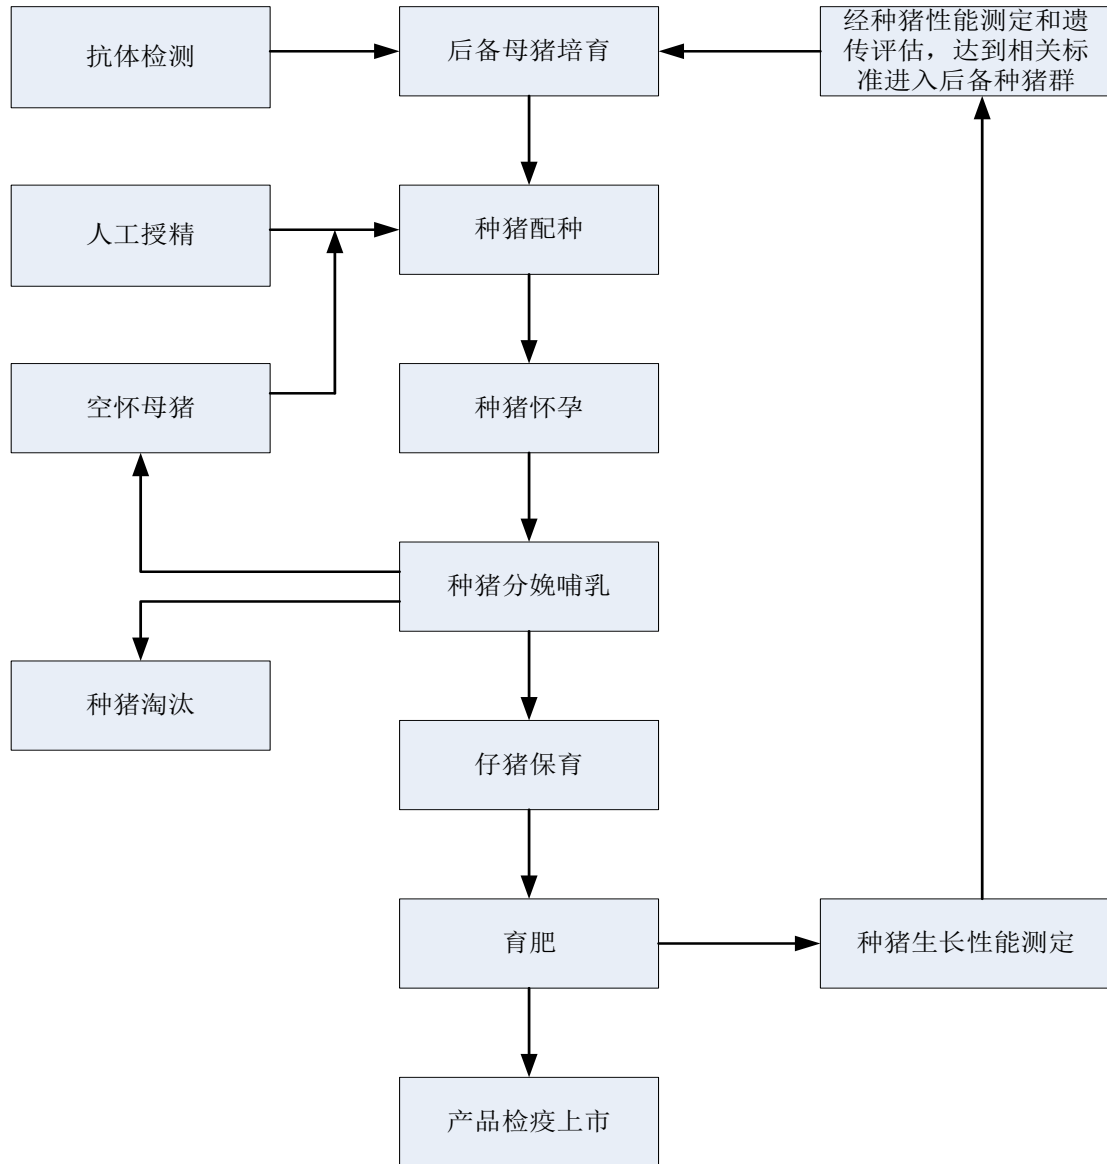 抗体检测
后备母猪培育
经种猪性能测定和遗
传评估，达到相关标
准进入后备种猪群
人工授精
种猪配种
空怀母猪
种猪怀孕
种猪分娩哺乳
种猪淘汰
仔猪保育
育肥
种猪生长性能测定
产品检疫上市